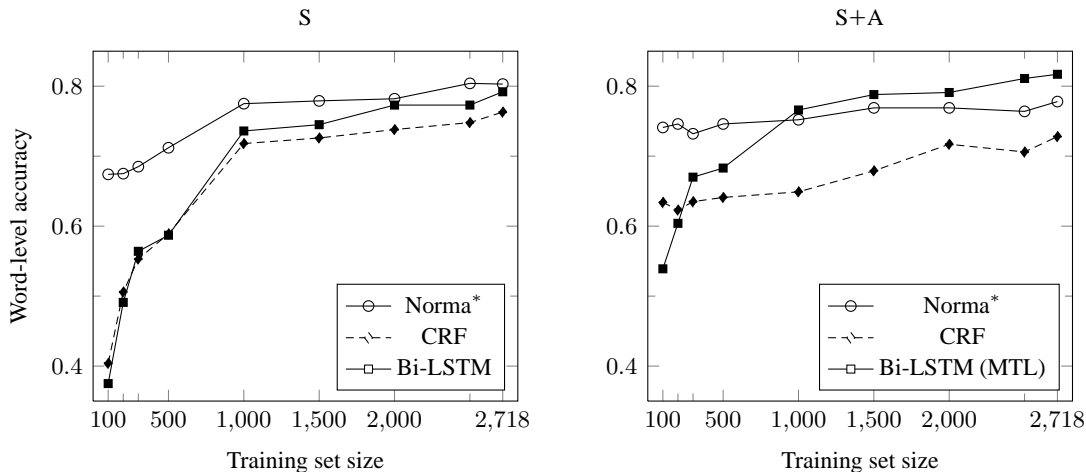 S
S+A
Word-level accuracy
0.8
0.6
0.4
Norma*
CRF
Bi-LSTM
100
500
1,000
1,500
2,000
2,718
Training set size
0.8
0.6
0.4
Norma*
CRF
Bi-LSTM (MTL)
100
500
1,000
1,500
2,000
2,718
Training set size